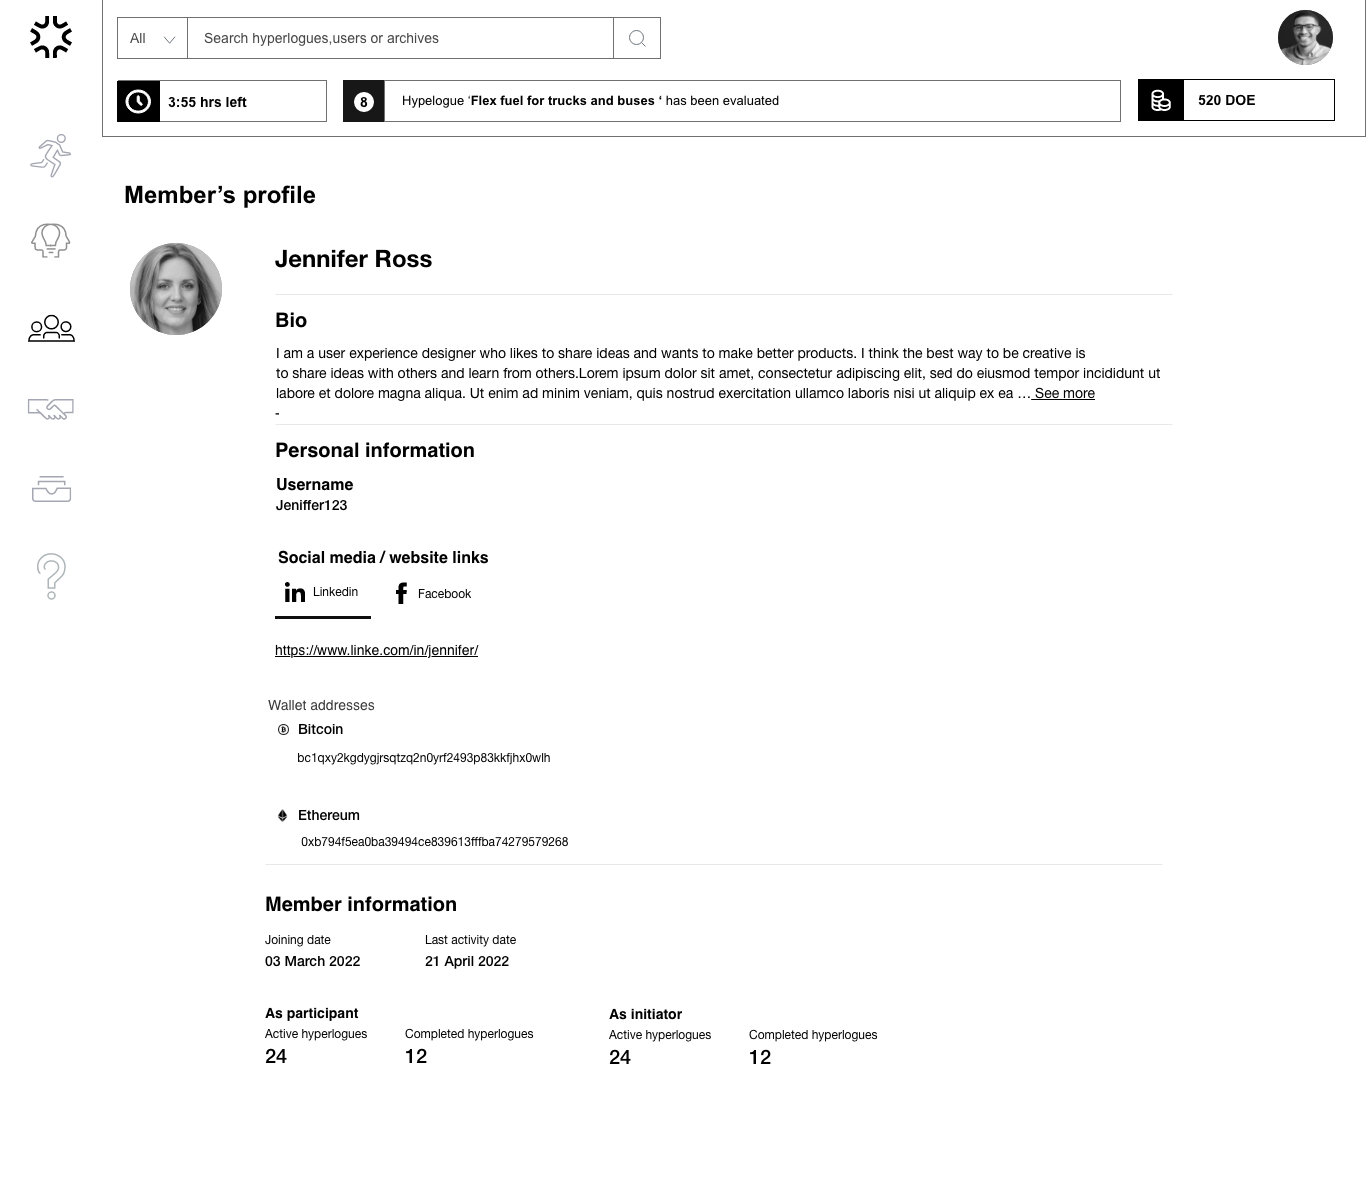 All
Search hyperlogues,users or archives
3:55 hrs left
8
Hypelogue ‘Flex fuel for trucks and buses ‘ has been evaluated
520 DOE
Member’s profile
Jennifer Ross
Bio
I am a user experience designer who likes to share ideas and wants to make better products. I think the best way to be creative is
to share ideas with others and learn from others.Lorem ipsum dolor sit amet, consectetur adipiscing elit, sed do eiusmod tempor incididunt ut
labore et dolore magna aliqua. Ut enim ad minim veniam, quis nostrud exercitation ullamco laboris nisi ut aliquip ex ea … See more
-
Personal information
Username
Jeniffer123
Social media / website links
in Linkedin
f Facebook
https://www.linke.com/in/jennifer/
Wallet addresses
Bitcoin
bc1qxy2kgdygjrsqtzq2n0yrf2493p83kkfjhx0wlh
Ethereum
0xb794f5ea0ba39494ce839613fffba74279579268
Member information
Joining date
Last activity date
03 March 2022
21 April 2022
As participant
As initiator
Active hyperlogues
Completed hyperlogues
Active hyperlogues
Completed hyperlogues
24
12
24
12